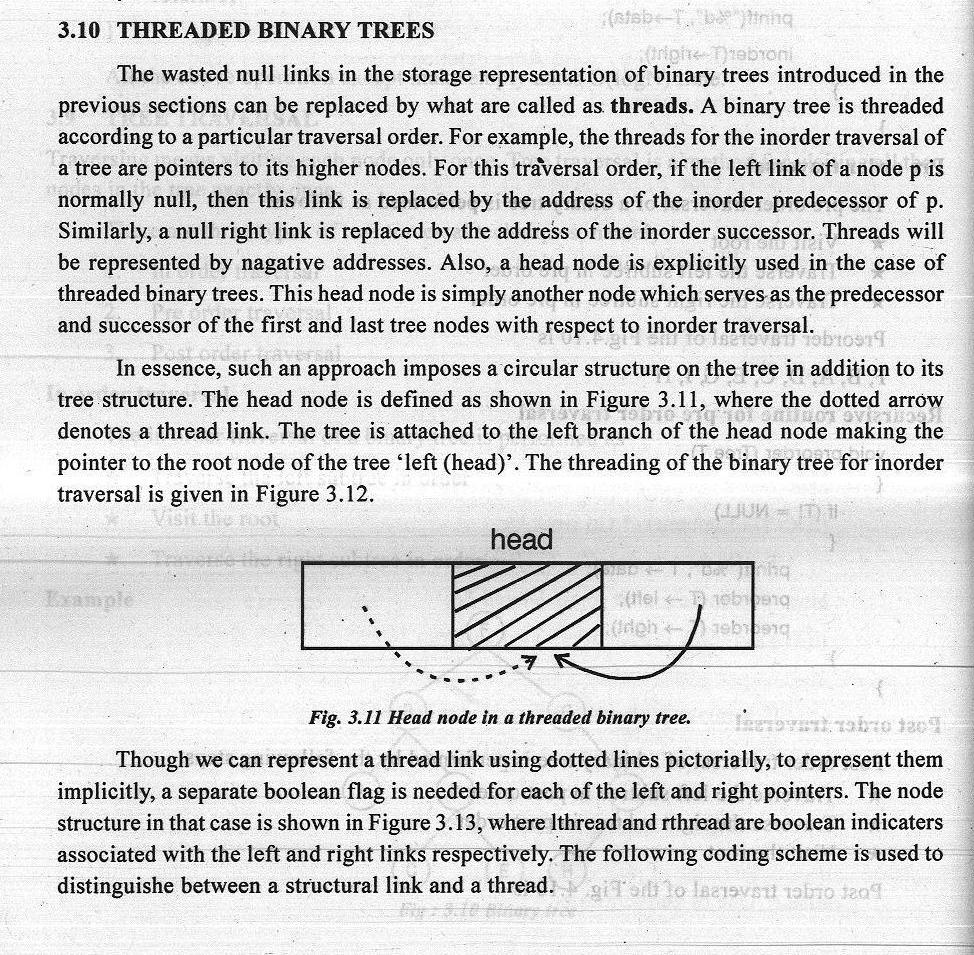 3.10 THREADED BINARY TREES
The wasted null links in the storage representation of binary trees introduced in the
previous sections can be replaced by what are called as threads. A binary tree is threaded
according to a particular traversal order. For example, the threads for the inorder traversal of
a tree are pointers to its higher nodes. For this traversal order, if the left link of a node p is
normally null, then this link is replaced by the address of the inorder predecessor of p.
Similarly, a null right link is replaced by the address of the inorder successor. Threads will
be represented by nagative addresses. Also, a head node is explicitly used in the case of
threaded binary trees. This head node is simply another node which serves as the predecessor
and successor of the first and last tree nodes with respect to inorder traversal.
In essence, such an approach imposes a circular structure on the tree in addition to its
tree structure. The head node is defined as shown in Figure 3.11, where the dotted arrow
denotes a thread link. The tree is attached to the left branch of the head node making the
pointer to the root node of the tree ‘left (head)’. The threading of the binary tree for inorder
traversal is given in Figure 3.12.
head
Fig. 3.11 Head node in a threaded binary tree.
Though we can represent a thread link using dotted lines pictorially, to represent them
implicitly, a separate boolean flag is needed for each of the left and right pointers. The node
structure in that case is shown in Figure 3.13, where lthread and rthread are boolean indicaters
associated with the left and right links respectively. The following coding scheme is used to
distinguishe between a structural link and a thread.